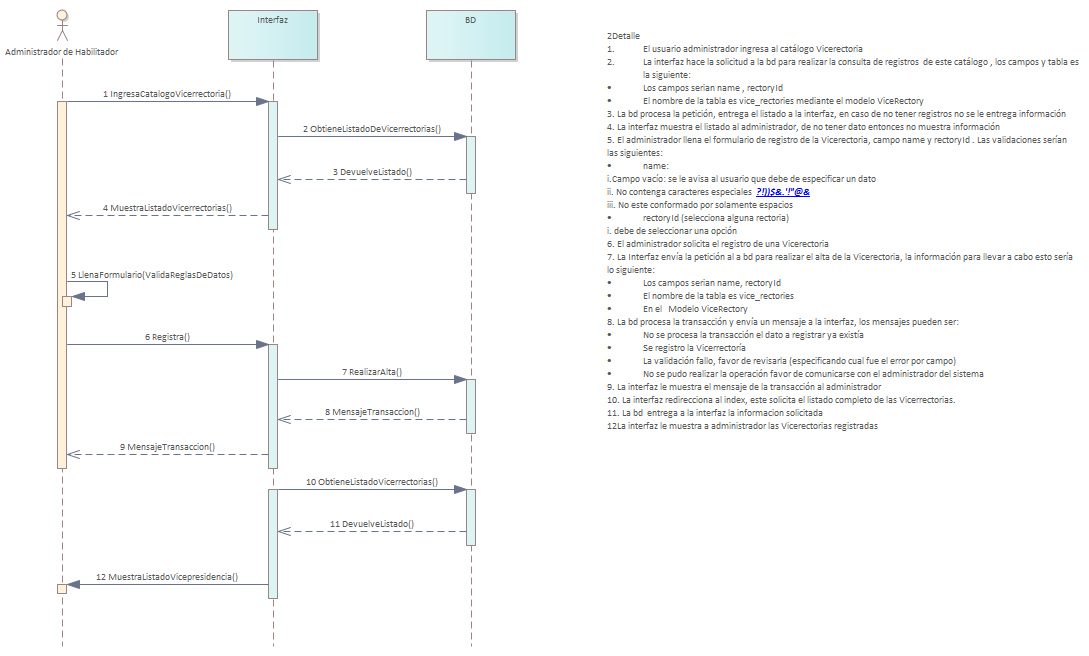 Interfaz
BD
Administrador de Habilitador
1 IngresaCatalogoVicerrectoria()
2 ObtieneListadoDeVicerrectorias()
3 DevuelveListado()
4 MuestraListadoVicerrectorias()
5 LlenaFormulario(ValidaReglasDeDatos)
6 Registra()
7 RealizarAlta()
8 MensajeTransaccion()
9 MensajeTransaccion()
10 ObtieneListadoVicerrectorias()
11 DevuelveListado()
12 MuestraListadoVicepresidencia()
2Detalle
1. El usuario administrador ingresa al catálogo Vicerectoria
2. La interfaz hace la solicitud a la bd para realizar la consulta de registros de este catálogo , los campos y tabla es
la siguiente:
• Los campos serian name , rectoryId
• El nombre de la tabla es vice_rectories mediante el modelo ViceRectory
3. La bd procesa la petición, entrega el listado a la interfaz, en caso de no tener registros no se le entrega información
4. La interfaz muestra el listado al administrador, de no tener dato entonces no muestra información
5. El administrador llena el formulario de registro de la Vicerectoria, campo name y rectoryId . Las validaciones serían
las siguientes:
• name:
i.Campo vacío: se le avisa al usuario que debe de especificar un dato
ii. No contenga caracteres especiales ?!))$&.'!"@&
iii. No este conformado por solamente espacios
• rectoryId (selecciona alguna rectoria)
i. debe de seleccionar una opción
6. El administrador solicita el registro de una Vicerectoria
7. La Interfaz envía la petición al a bd para realizar el alta de la Vicerectoria, la información para llevar a cabo esto sería
lo siguiente:
• Los campos serian name, rectoryId
• El nombre de la tabla es vice_rectories
• En el Modelo ViceRectory
8. La bd procesa la transacción y envía un mensaje a la interfaz, los mensajes pueden ser:
• No se procesa la transacción el dato a registrar ya existía
• Se registro la Vicerrectoría
• La validación fallo, favor de revisarla (especificando cual fue el error por campo)
• No se pudo realizar la operación favor de comunicarse con el administrador del sistema
9. La interfaz le muestra el mensaje de la transacción al administrador
10. La interfaz redirecciona al index, este solicita el listado completo de las Vicerrectorias.
11. La bd entrega a la interfaz la informacion solicitada
12La interfaz le muestra a administrador las Vicerectorias registradas